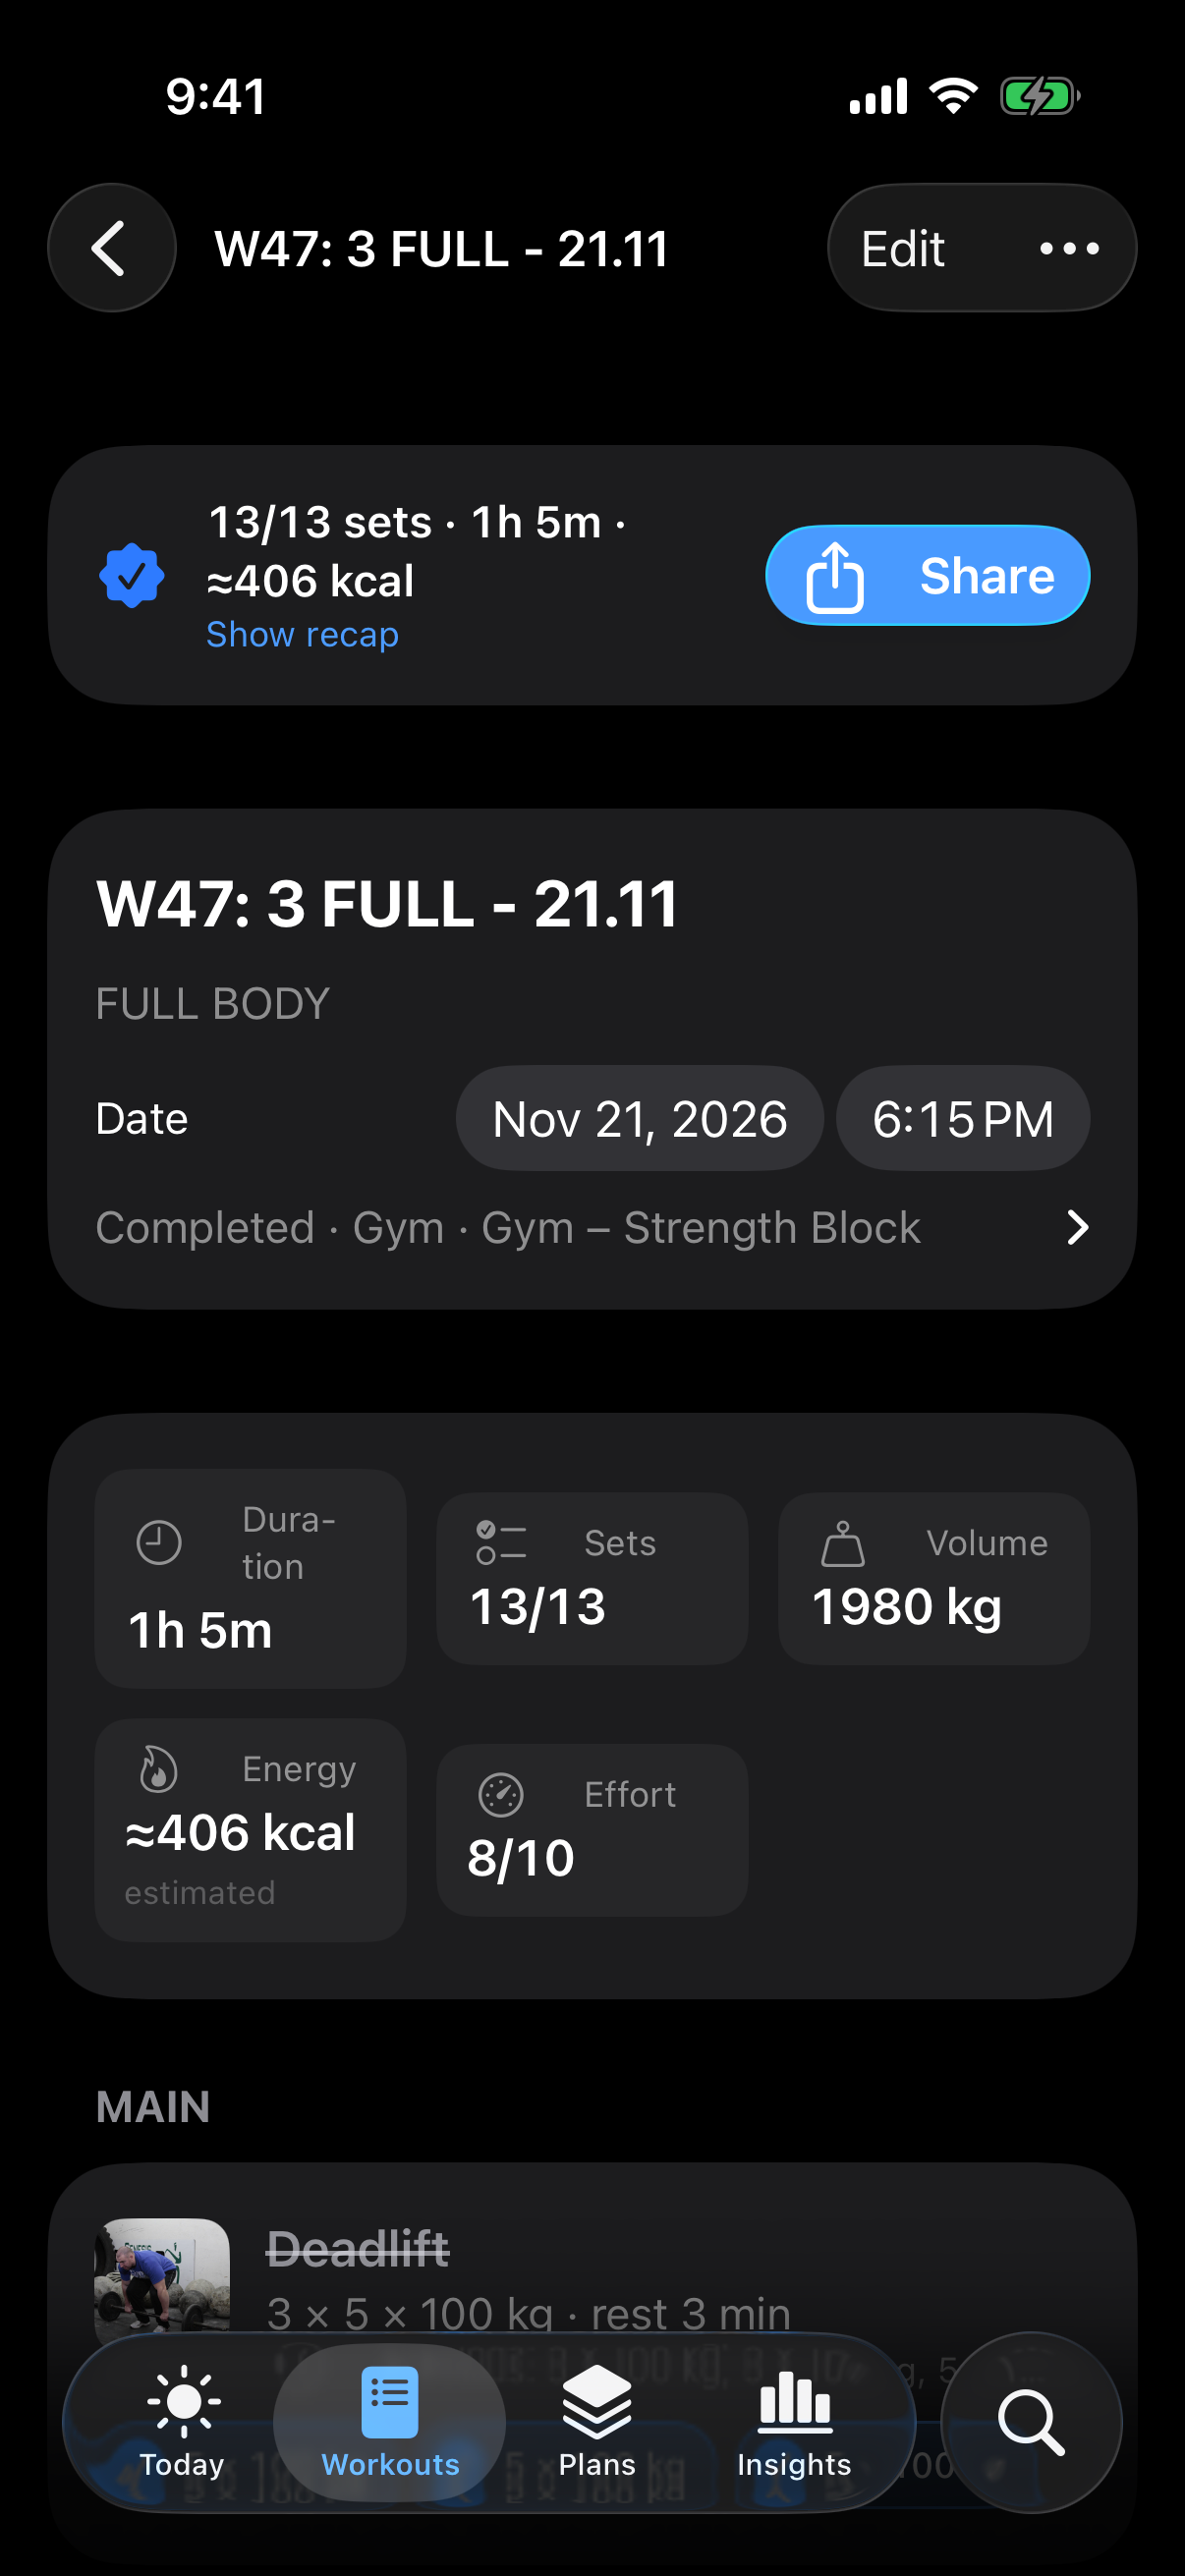 9:41
W47: 3 FULL - 21.11
Edit
13/13 sets · 1h 5m ·
≈406 kcal
Show recap
Share
W47: 3 FULL - 21.11
FULL BODY
Date
Nov 21, 2026
6:15 PM
Completed · Gym · Gym – Strength Block
Dura-
tion
1h 5m
Sets
13/13
Volume
1980 kg
Energy
≈406 kcal
estimated
Effort
8/10
MAIN
Deadlift
3 × 5 × 100 kg · rest 3 min
Today
Workouts
Plans
Insights